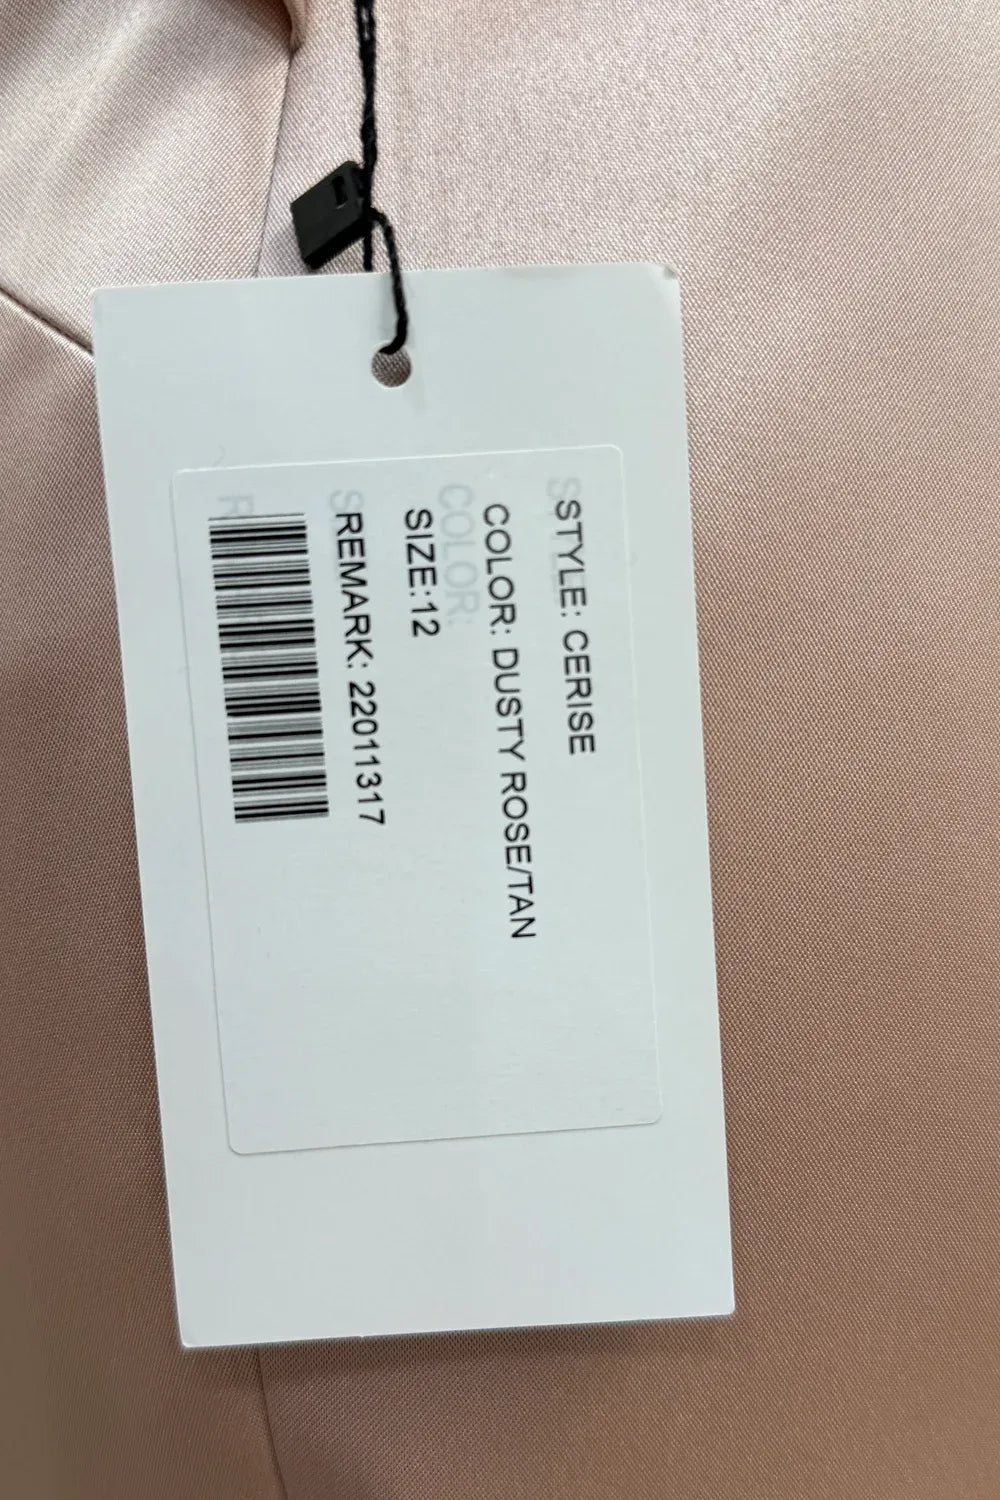 STYLE: CERISE
COLOR: DUSTY ROSE/TAN
SIZE:12
REMARK: 22011317